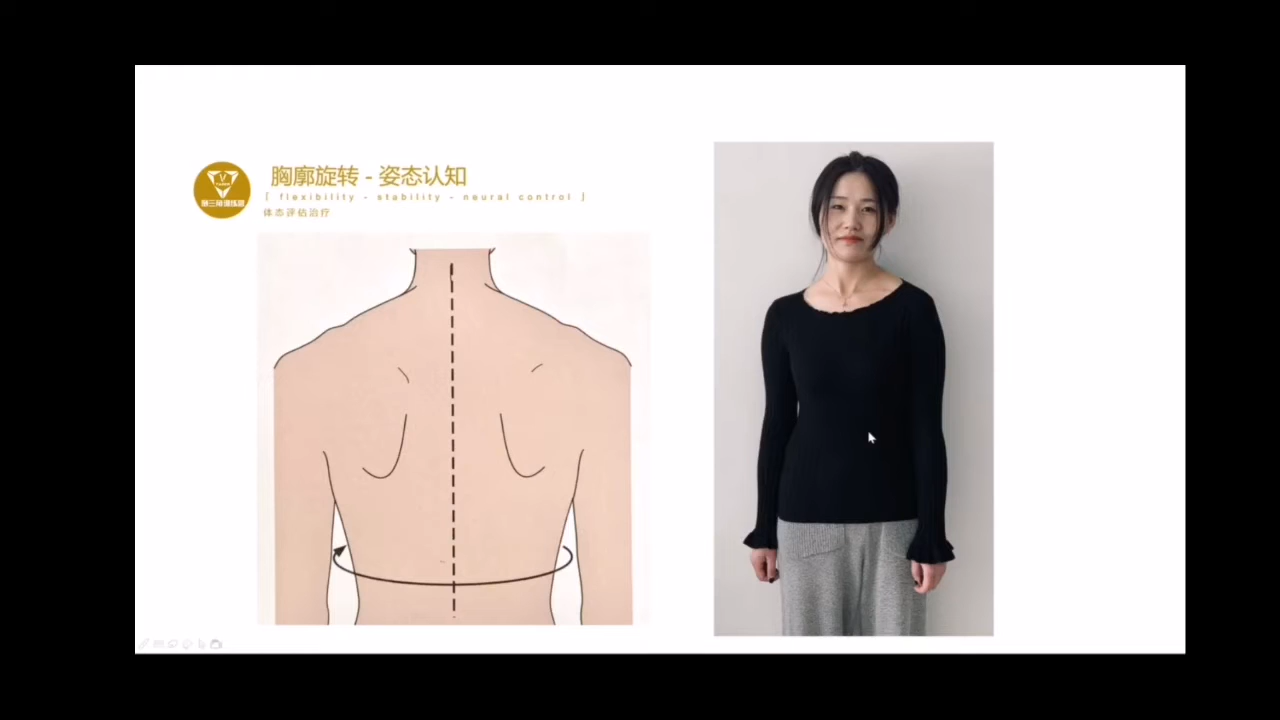 胸廓旋转 - 姿态认知
「 flexibility - stability - neural control 」
体态评估治疗